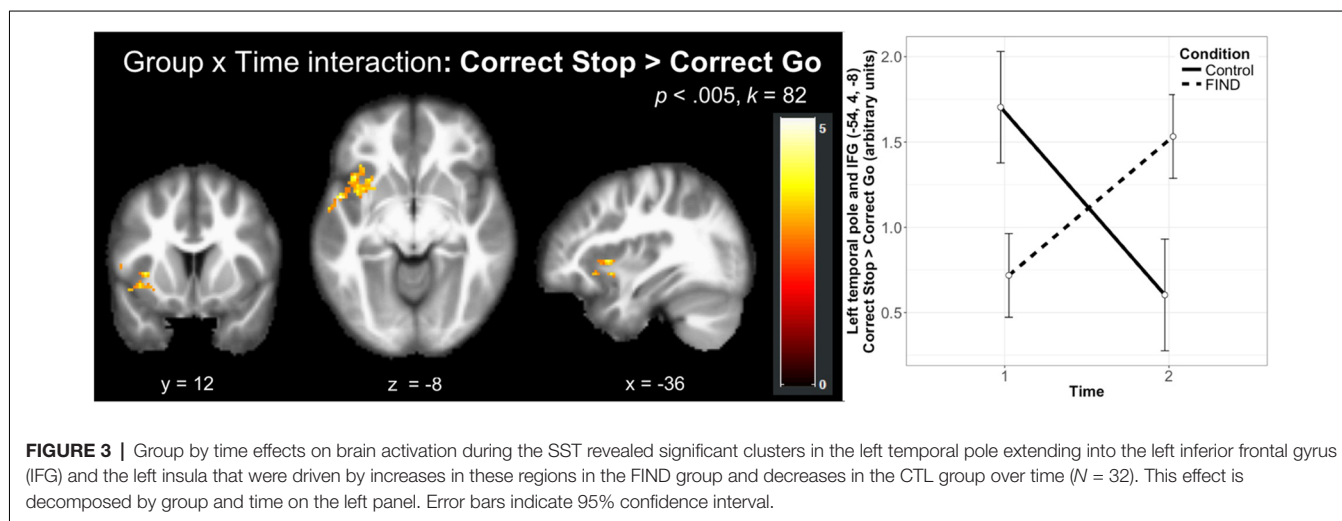 Group x Time interaction: Correct Stop > Correct Go
p < .005, k = 82
5
0
y = 12
z = -8
x = -36
Left temporal pole and IFG (-54, 4, -8)
Correct Stop > Correct Go (arbitrary units)
2.0
1.5
1.0
0.5
Condition
Control
FIND
1
2
Time
FIGURE 3 | Group by time effects on brain activation during the SST revealed significant clusters in the left temporal pole extending into the left inferior frontal gyrus
(IFG) and the left insula that were driven by increases in these regions in the FIND group and decreases in the CTL group over time (N = 32). This effect is
decomposed by group and time on the left panel. Error bars indicate 95% confidence interval.